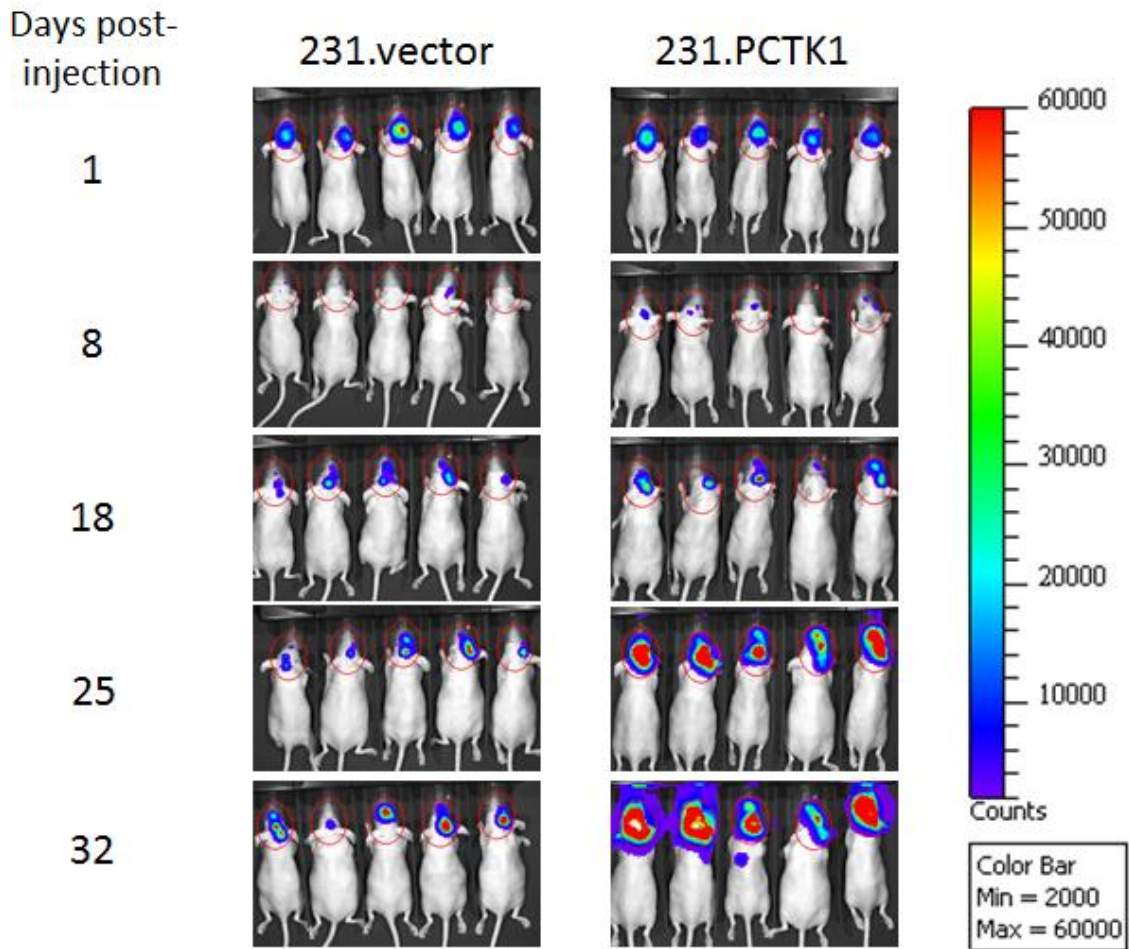 Days post-
injection
231.vector
231.PCTK1
1
8
18
25
32
60000
50000
40000
30000
20000
10000
Counts
Color Bar
Min = 2000
Max = 60000